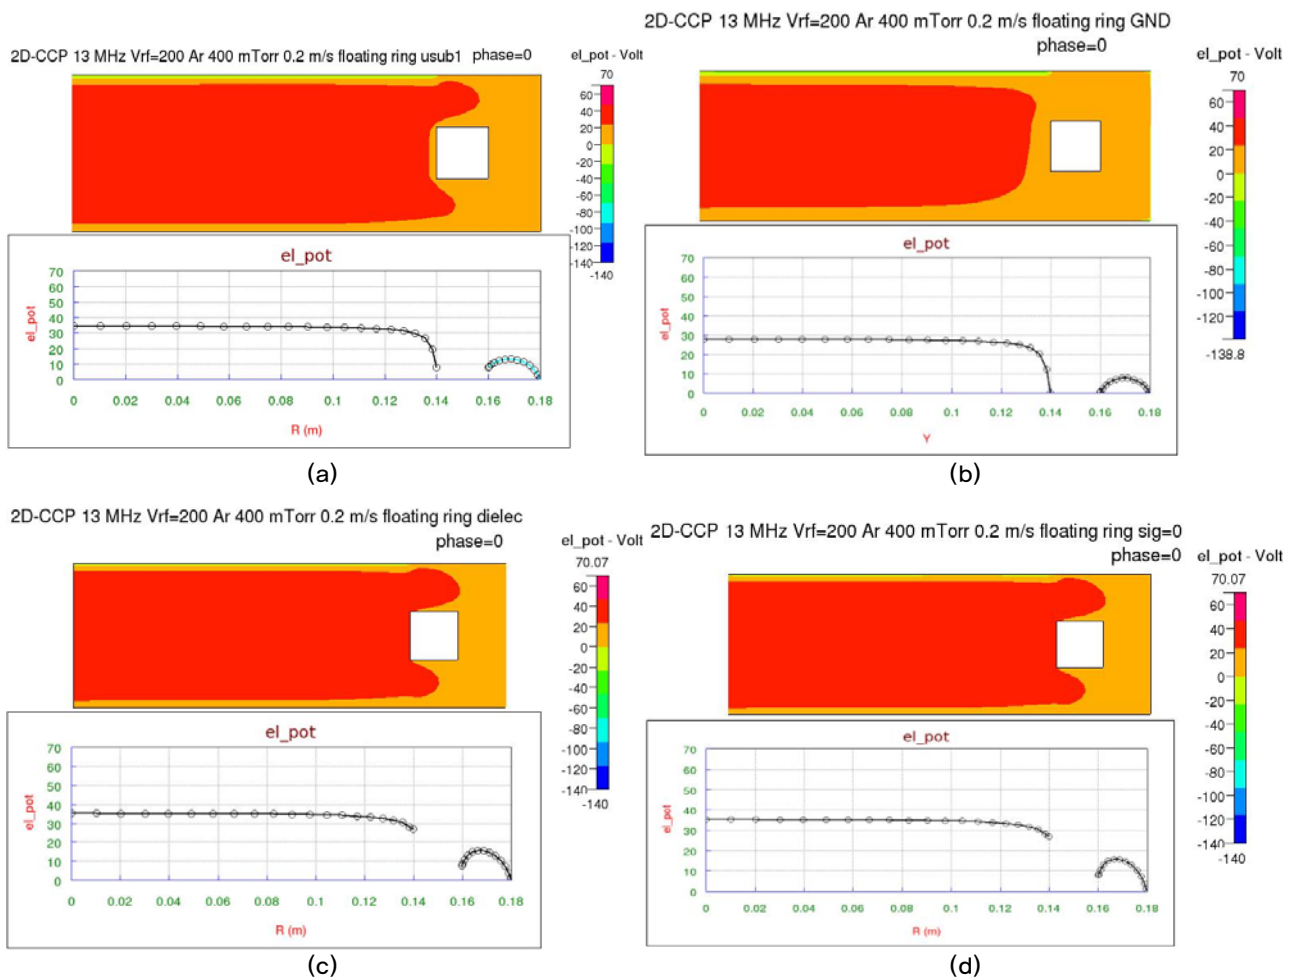 2D-CCP 13 MHz Vrf=200 Ar 400 mTorr 0.2 m/s floating ring usub1 phase=0
el_pot - Volt
70
60
40
20
0
-20
-40
-60
-80
-100
-120
-140
-140
el_pot
70
60
50
40
30
20
10
0
el_pot
0 0.02 0.04 0.06 0.08 0.1 0.12 0.14 0.16 0.18
R (m)
(a)
2D-CCP 13 MHz Vrf=200 Ar 400 mTorr 0.2 m/s floating ring GND
phase=0
el_pot - Volt
70
60
40
20
0
-20
-40
-60
-80
-100
-120
-138.8
el_pot
70
60
50
40
30
20
10
0
el_pot
0 0.02 0.04 0.06 0.08 0.1 0.12 0.14 0.16 0.18
Y
(b)
2D-CCP 13 MHz Vrf=200 Ar 400 mTorr 0.2 m/s floating ring dielec
phase=0
el_pot - Volt
70.07
60
40
20
0
-20
-40
-60
-80
-100
-120
-140
-140
el_pot
70
60
50
40
30
20
10
0
el_pot
0 0.02 0.04 0.06 0.08 0.1 0.12 0.14 0.16 0.18
R (m)
(c)
2D-CCP 13 MHz Vrf=200 Ar 400 mTorr 0.2 m/s floating ring sig=0
phase=0
el_pot - Volt
70.07
60
40
20
0
-20
-40
-60
-80
-100
-120
-140
-140
el_pot
70
60
50
40
30
20
10
0
el_pot
0 0.02 0.04 0.06 0.08 0.1 0.12 0.14 0.16 0.18
R (m)
(d)